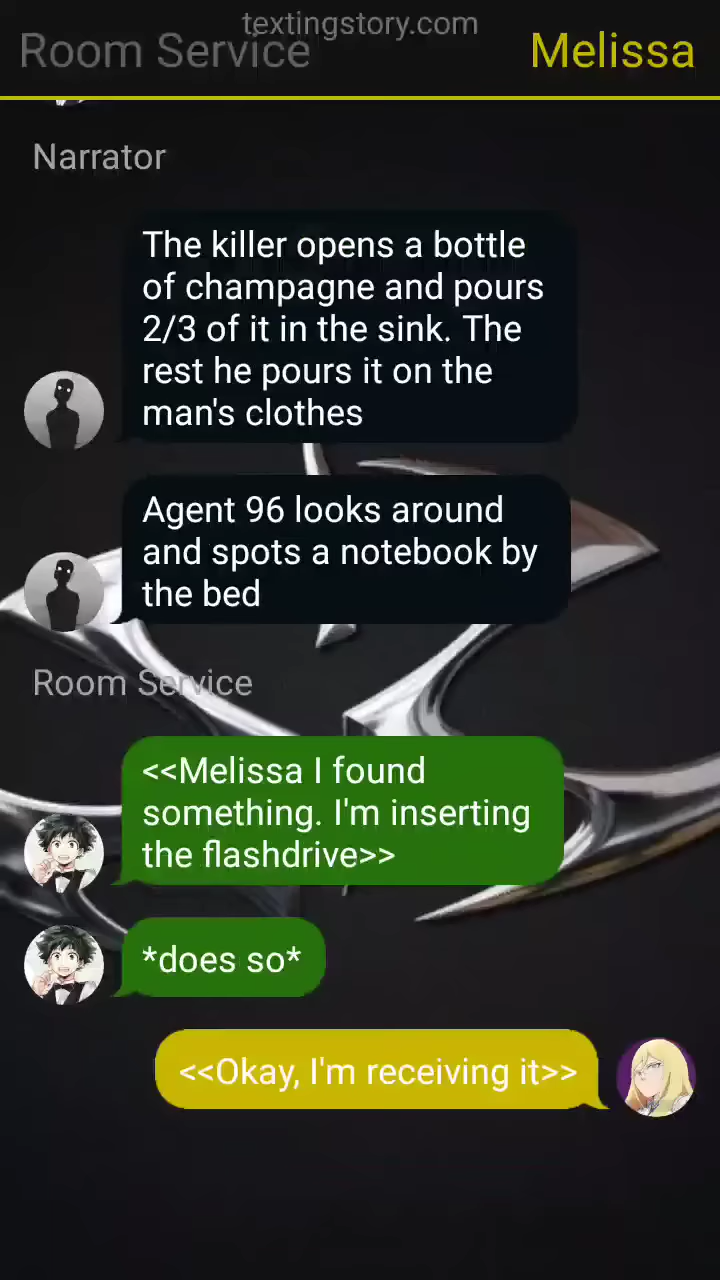 textingstory.com
Room Service
Melissa
Narrator
The killer opens a bottle
of champagne and pours
2/3 of it in the sink. The
rest he pours it on the
man's clothes
Agent 96 looks around
and spots a notebook by
the bed
Room Service
<<Melissa I found
something. I'm inserting
the flashdrive>>
*does so*
<<Okay, I'm receiving it>>